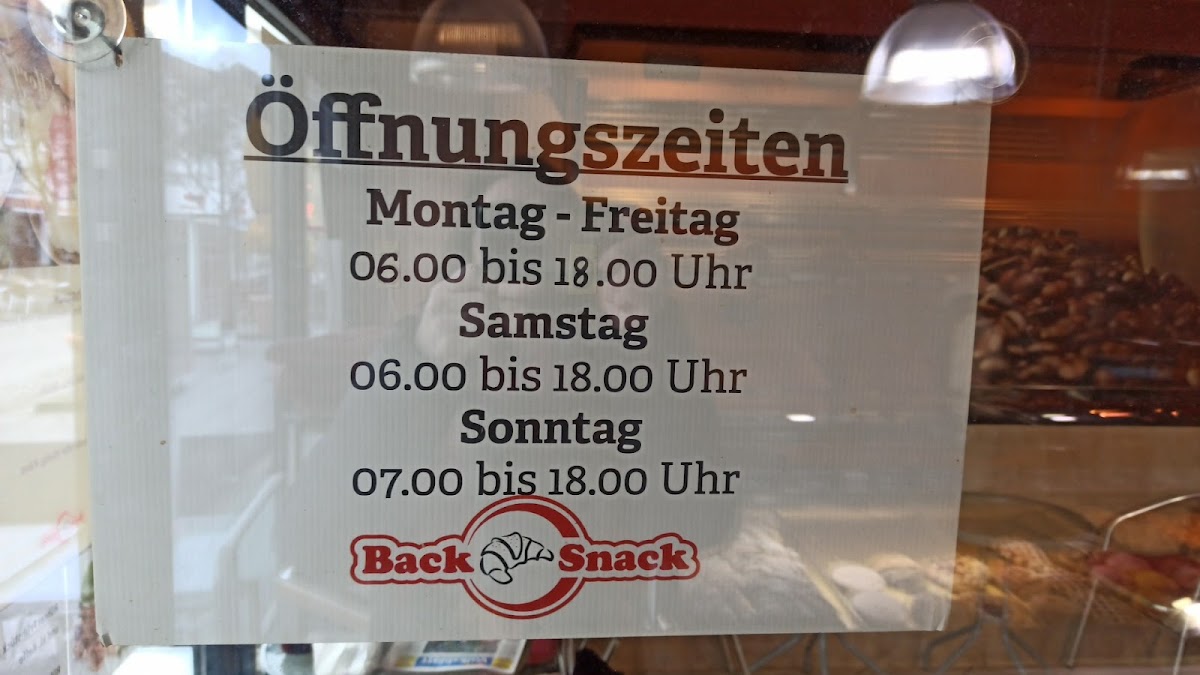 Öffnungszeiten
Montag - Freitag
06.00 bis 18.00 Uhr
Samstag
06.00 bis 18.00 Uhr
Sonntag
07.00 bis 18.00 Uhr
Back Snack